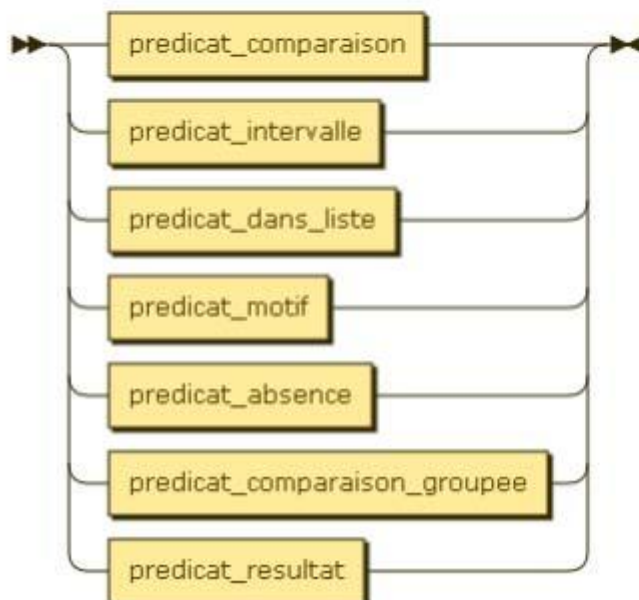 predicat_comparaison
predicat_intervalle
predicat_dans_liste
predicat_motif
predicat_absence
predicat_comparaison_groupee
predicat_resultat